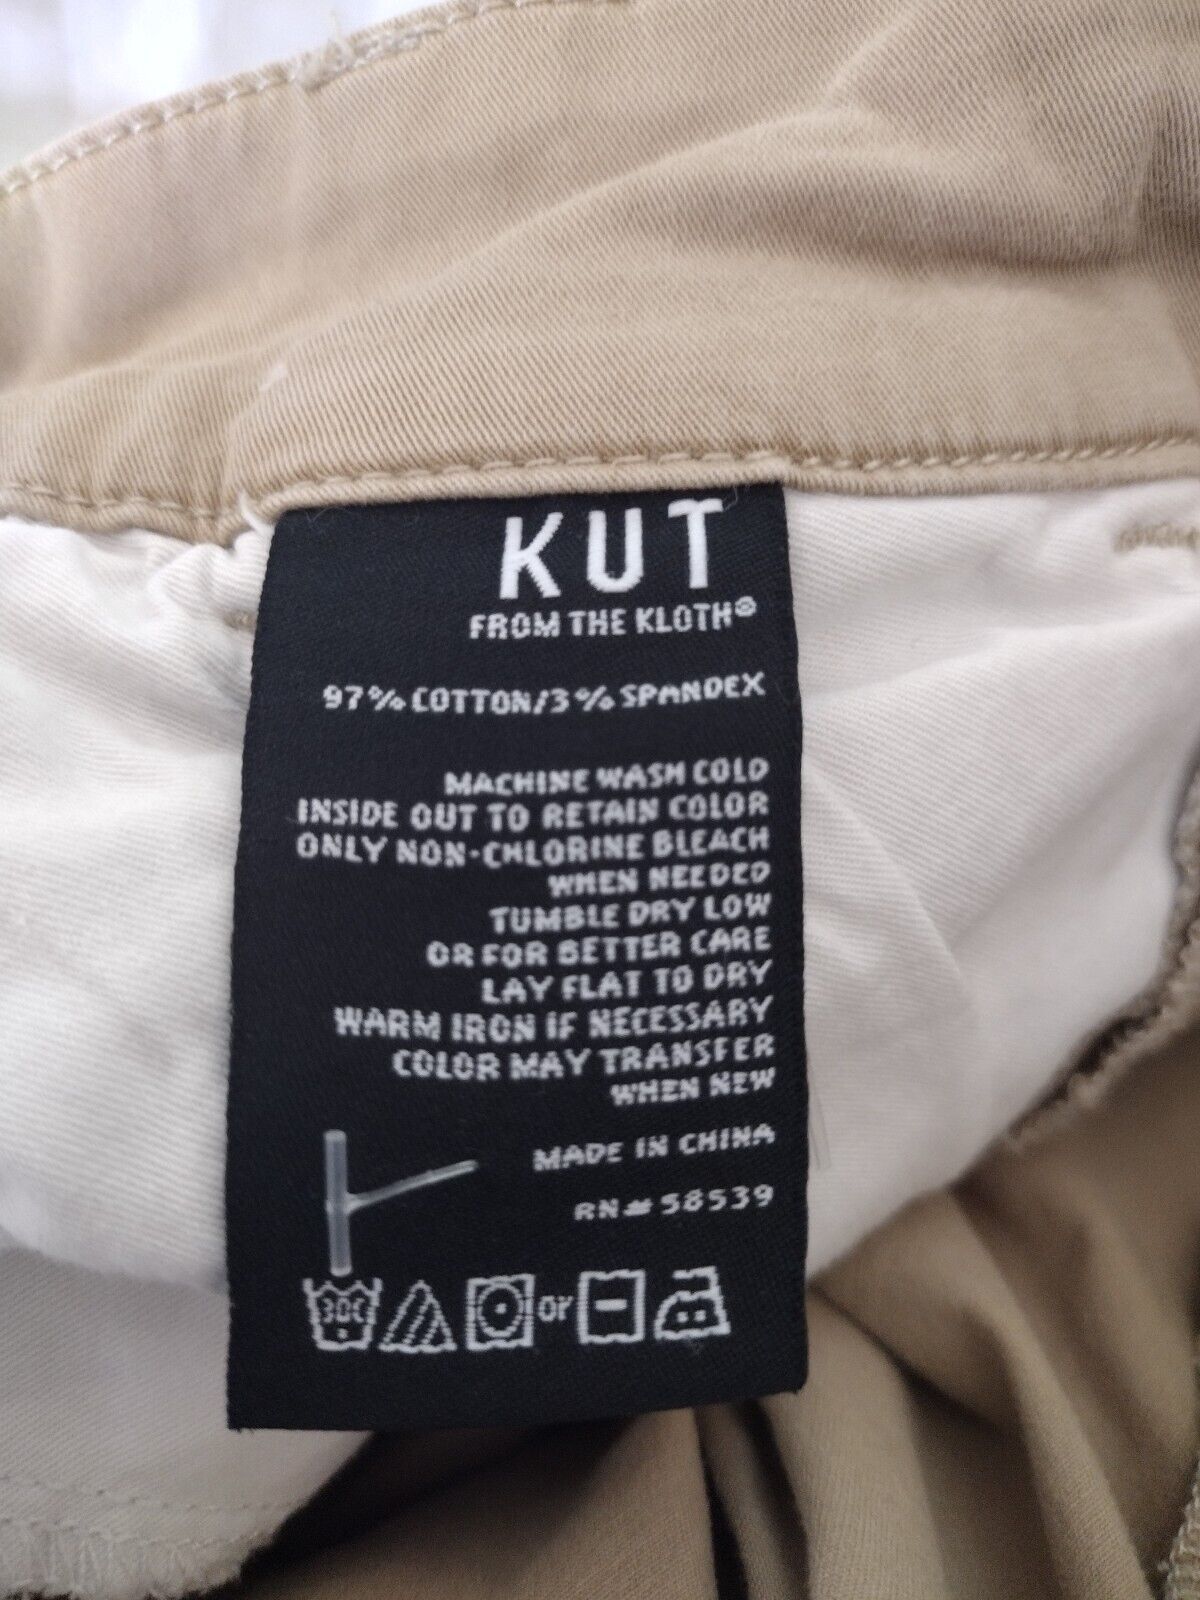 KUT
FROM THE KLOTH®
97% COTTON/3% SPANDEX
MACHINE WASH COLD
INSIDE OUT TO RETAIN COLOR
ONLY NON-CHLORINE BLEACH
WHEN NEEDED
TUMBLE DRY LOW
OR FOR BETTER CARE
LAY FLAT TO DRY
WARM IRON IF NECESSARY
COLOR MAY TRANSFER
WHEN NEW
MADE IN CHINA
RN# 58539
30C or